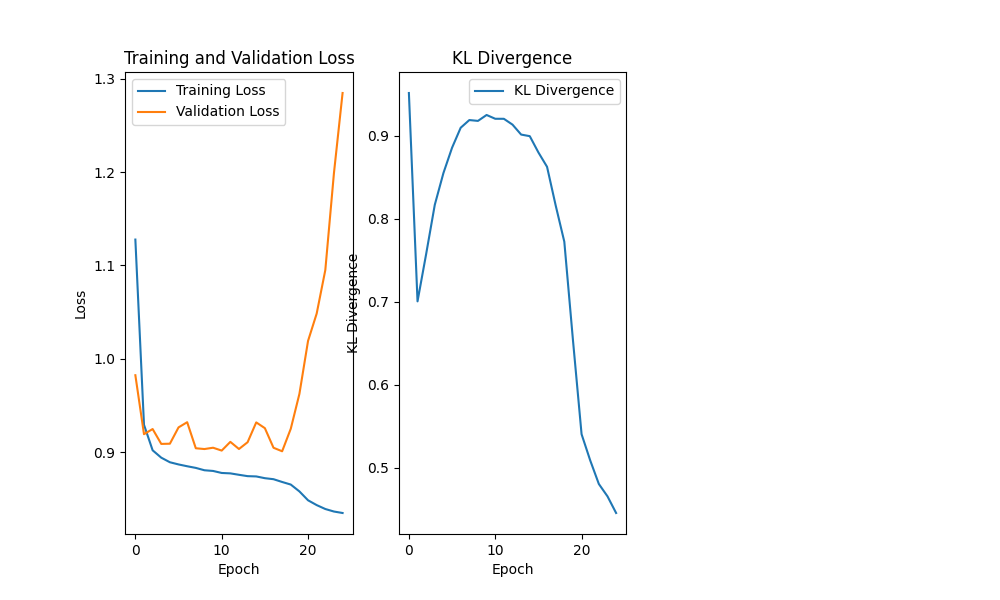 Training and Validation Loss
Training Loss
Validation Loss
1.3
1.2
1.1
1.0
0.9
Loss
0
10
20
Epoch
KL Divergence
KL Divergence
0.9
0.8
0.7
0.6
0.5
KL Divergence
0
10
20
Epoch